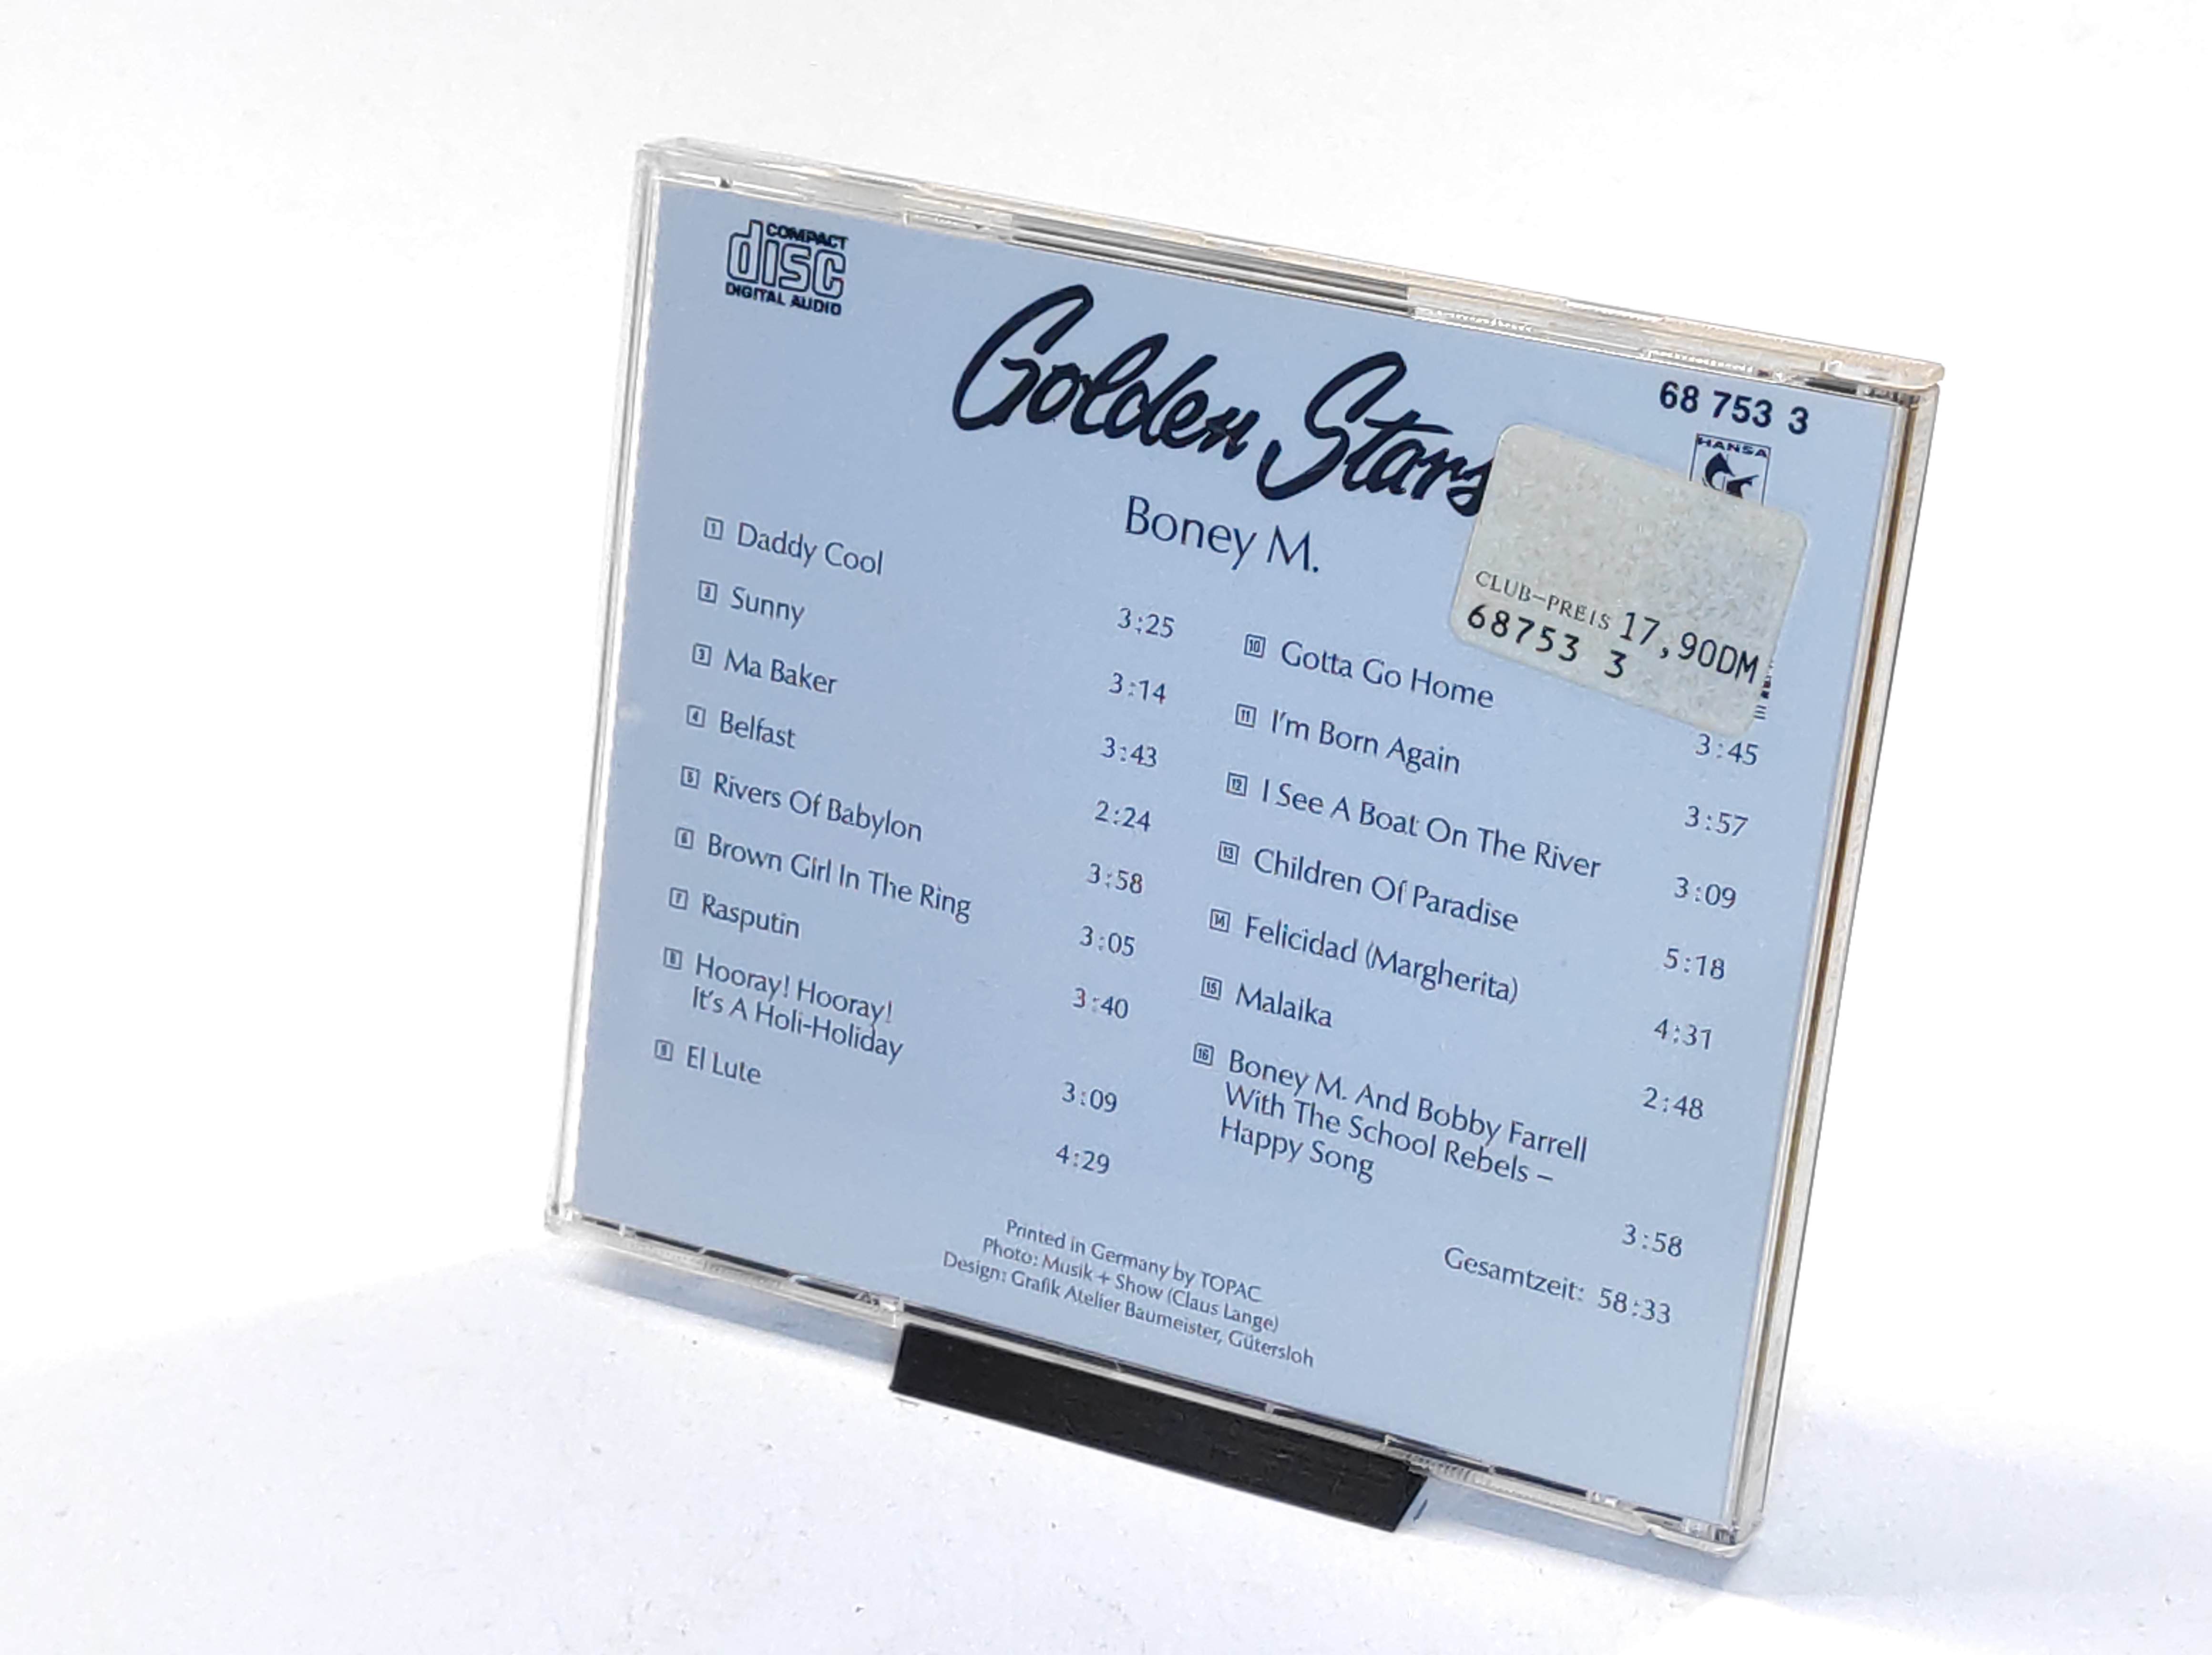 COMPACT
disc
DIGITAL AUDIO
68 753 3
HANSA
Golden Stars
Boney M.
CLUB-PREIS 17,90DM
68753 3
1 Daddy Cool 3:25
2 Sunny 3:14
3 Ma Baker 3:43
4 Belfast 2:24
5 Rivers Of Babylon 3:58
6 Brown Girl In The Ring 3:05
7 Rasputin 3:40
8 Hooray! Hooray!
It's A Holi-Holiday 3:09
9 El Lute 4:29
10 Gotta Go Home 3:45
11 I'm Born Again 3:57
12 I See A Boat On The River 3:09
13 Children Of Paradise 5:18
14 Felicidad (Margherita) 4:31
15 Malaika 2:48
16 Boney M. And Bobby Farrell
With The School Rebels –
Happy Song 3:58
Gesamtzeit: 58:33
Printed in Germany by TOPAC
Photo: Musik + Show (Claus Lange)
Design: Grafik Atelier Baumeister, Gütersloh